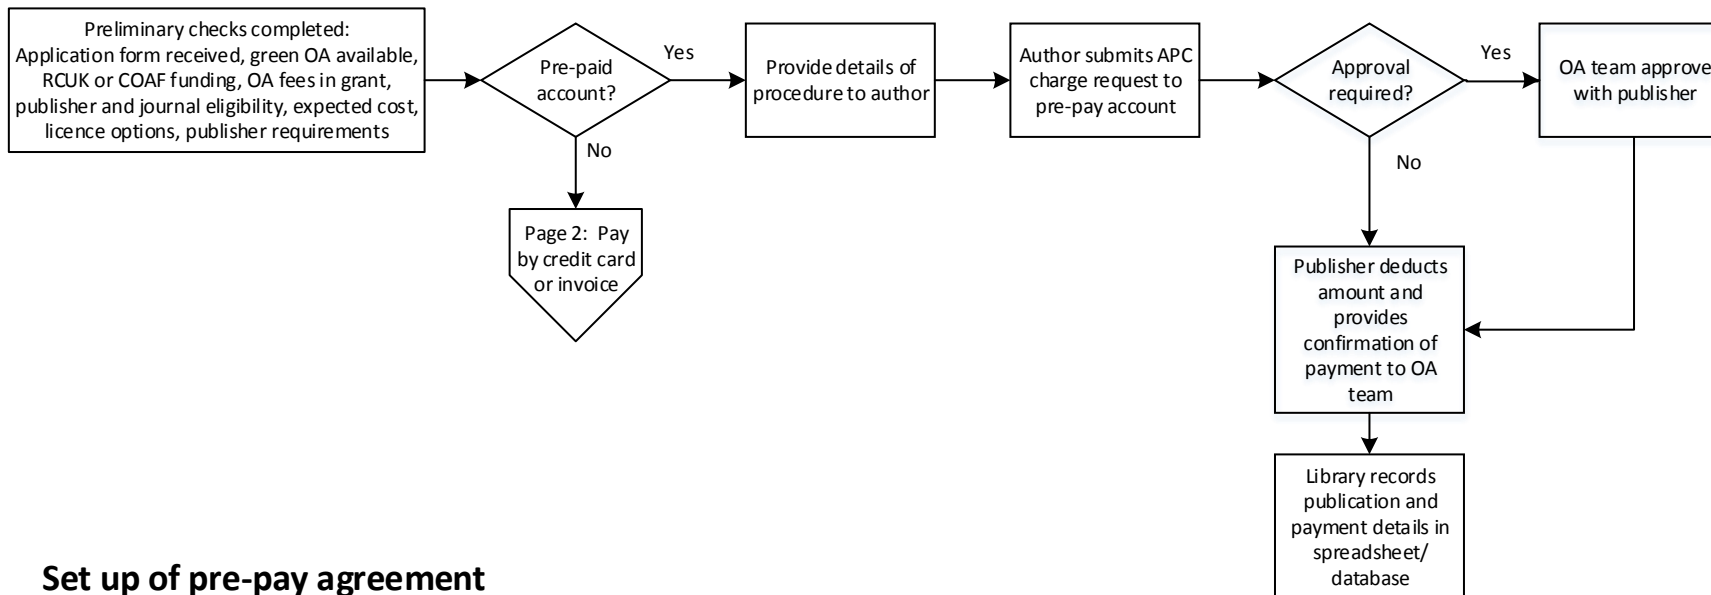 Preliminary checks completed:
Application form received, green OA available,
RCUK or COAF funding, OA fees in grant,
publisher and journal eligibility, expected cost,
licence options, publisher requirements
Pre-paid
account?
Yes
No
Page 2: Pay
by credit card
or invoice
Provide details of
procedure to author
Author submits APC
charge request to
pre-pay account
Approval
required?
Yes
No
OA team approve
with publisher
Publisher deducts
amount and
provides
confirmation of
payment to OA
team
Library records
publication and
payment details in
spreadsheet/
database
Set up of pre-pay agreement